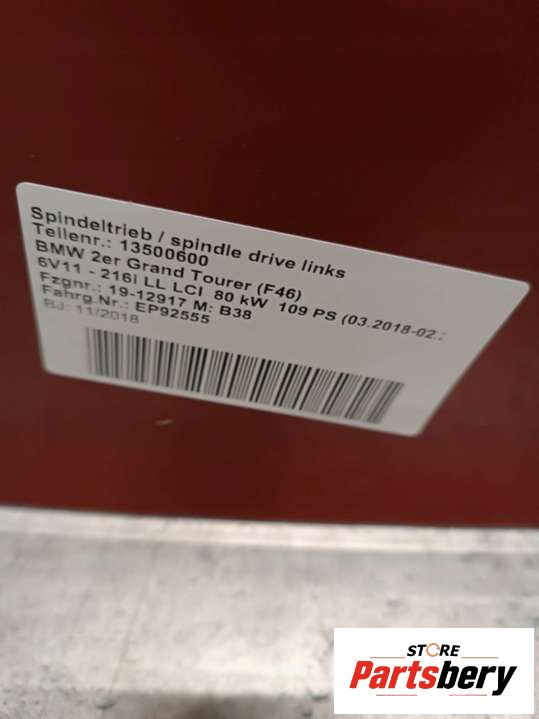 Spindeltrieb / spindle drive links
Teilenr.: 13500600
BMW 2er Grand Tourer (F46)
6V11 - 216i LL LCI 80 kW 109 PS (03.2018-02.:
Fzgnr.: 19-12917 M: B38
Fahrg.Nr.: EP92555
BJ: 11/2018
STORE
Partsbery